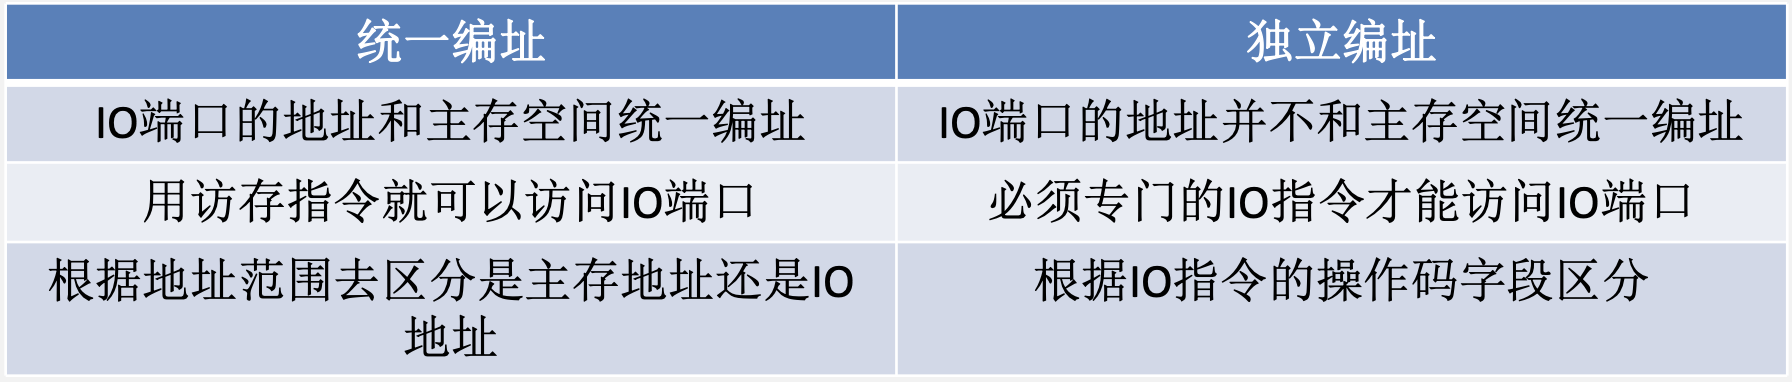 统一编址
独立编址
IO端口的地址和主存空间统一编址
IO端口的地址并不和主存空间统一编址
用访存指令就可以访问IO端口
必须专门的IO指令才能访问IO端口
根据地址范围去区分是主存地址还是IO
地址
根据IO指令的操作码字段区分